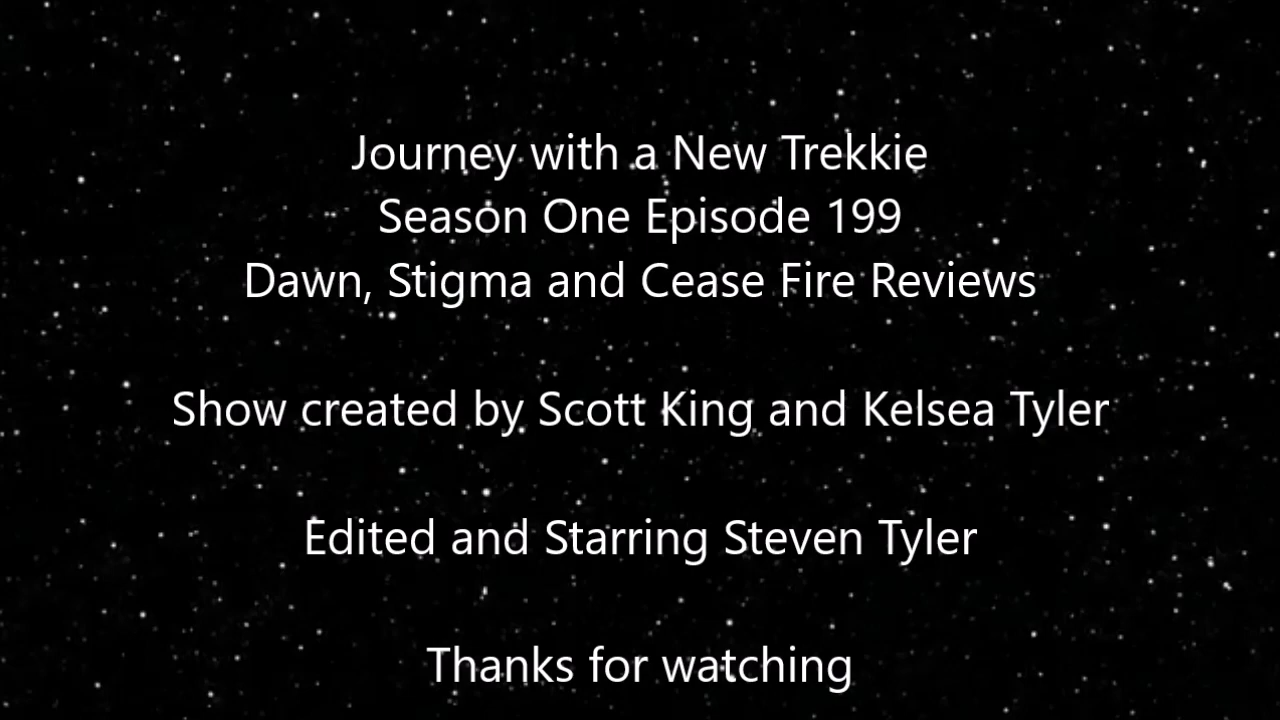 Journey with a New Trekkie
Season One Episode 199
Dawn, Stigma and Cease Fire Reviews
Show created by Scott King and Kelsea Tyler
Edited and Starring Steven Tyler
Thanks for watching